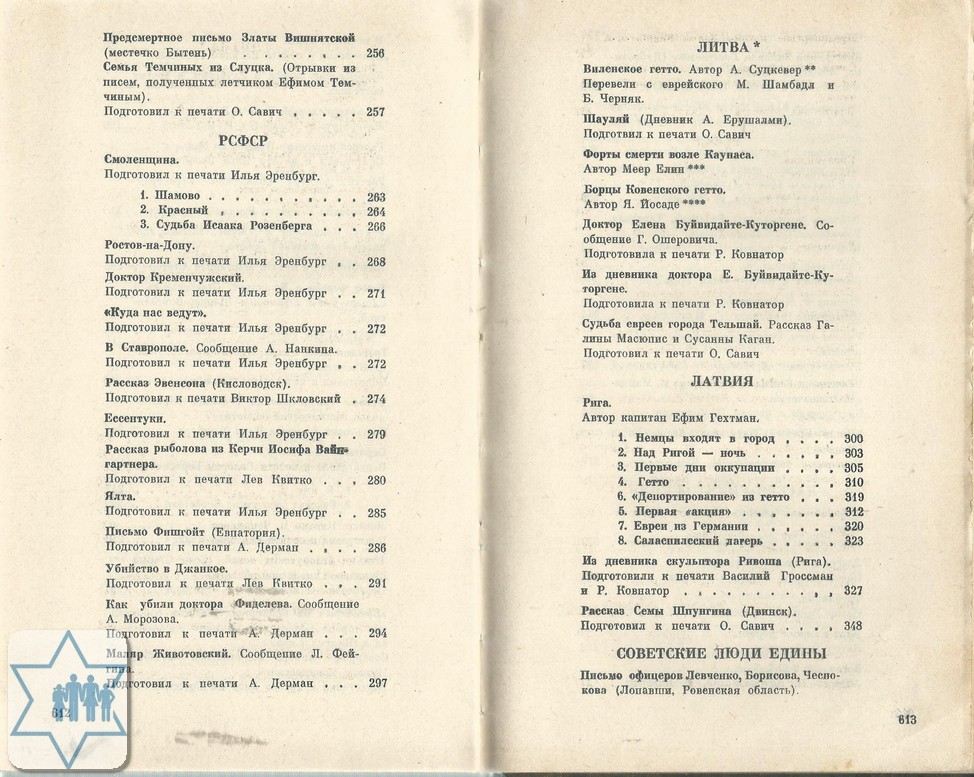 Предсмертное письмо Златы Вишнятской
(местечко Бытень) . . . . . . . 256
Семья Темчиных из Слуцка. (Отрывки из
писем, полученных летчиком Ефимом Тем-
чиным).
Подготовил к печати О. Савич . . . . . 257
РСФСР
Смоленщина.
Подготовил к печати Илья Эренбург.
1. Шамово . . . . . . . . . . . 263
2. Красный . . . . . . . . . . 264
3. Судьба Исаака Розенберга . . . 266
Ростов-на-Дону.
Подготовил к печати Илья Эренбург . . 268
Доктор Кременчужский.
Подготовил к печати Илья Эренбург . . 271
«Куда нас ведут».
Подготовил к печати Илья Эренбург . . 272
В Ставрополе. Сообщение А. Нанкина.
Подготовил к печати Илья Эренбург . . 272
Рассказ Эвенсона (Кисловодск).
Подготовил к печати Виктор Шкловский . 274
Ессентуки.
Подготовил к печати Илья Эренбург . . 279
Рассказ рыболова из Керчи Иосифа Вайн-
гартнера.
Подготовил к печати Лев Квитко . . . 280
Ялта.
Подготовил к печати Илья Эренбург . . 285
Письмо Фишгойт (Евпатория).
Подготовил к печати А. Дерман . . . . 286
Убийство в Джанкое.
Подготовил к печати Лев Квитко . . . 291
Как убили доктора Фиделева. Сообщение
А. Морозова.
Подготовил к печати А. Дерман . . . 294
Маляр Животовский. Сообщение Л. Фей-
гина.
Подготовил к печати А. Дерман . . . 297
612
ЛИТВА *
Виленское гетто. Автор А. Суцкевер **
Перевели с еврейского М. Шамбадл и
Б. Черняк.
Шауляй (Дневник А. Ерушалми).
Подготвил к печати О. Савич
Форты смерти возле Каунаса.
Автор Меер Елин ***
Борцы Ковенского гетто.
Автор Я. Йосаде ****
Доктор Елена Буйвидайте-Куторгене. Со-
общение Г. Ошеровича.
Подготовила к печати Р. Ковнатор
Из дневника доктора Е. Буйвидайте-Ку-
торгене.
Подготовила к печати Р. Ковнатор
Судьба евреев города Тельшай. Рассказ Га-
лины Масюпис и Сусанны Каган.
Подготовил к печати О. Савич
ЛАТВИЯ
Рига.
Автор капитан Ефим Гехтман.
1. Немцы входят в город . . . . 300
2. Над Ригой — ночь . . . . . . 303
3. Первые дни оккупации . . . . 305
4. Гетто . . . . . . . . . . . 310
6. «Депортирование» из гетто . . . 319
5. Первая «акция» . . . . . . . 312
7. Евреи из Германии . . . . . . 320
8. Саласпилсский лагерь . . . . . 323
Из дневника скульптора Ривоша (Рига).
Подготовили к печати Василий Гроссман
и Р. Ковнатор . . . . . . . . . . 327
Рассказ Семы Шпунгина (Двинск).
Подготовил к печати О. Савич . . . . 348
СОВЕТСКИЕ ЛЮДИ ЕДИНЫ
Письмо офицеров Левченко, Борисова, Чесно-
кова (Лопавши, Ровенская область).
613